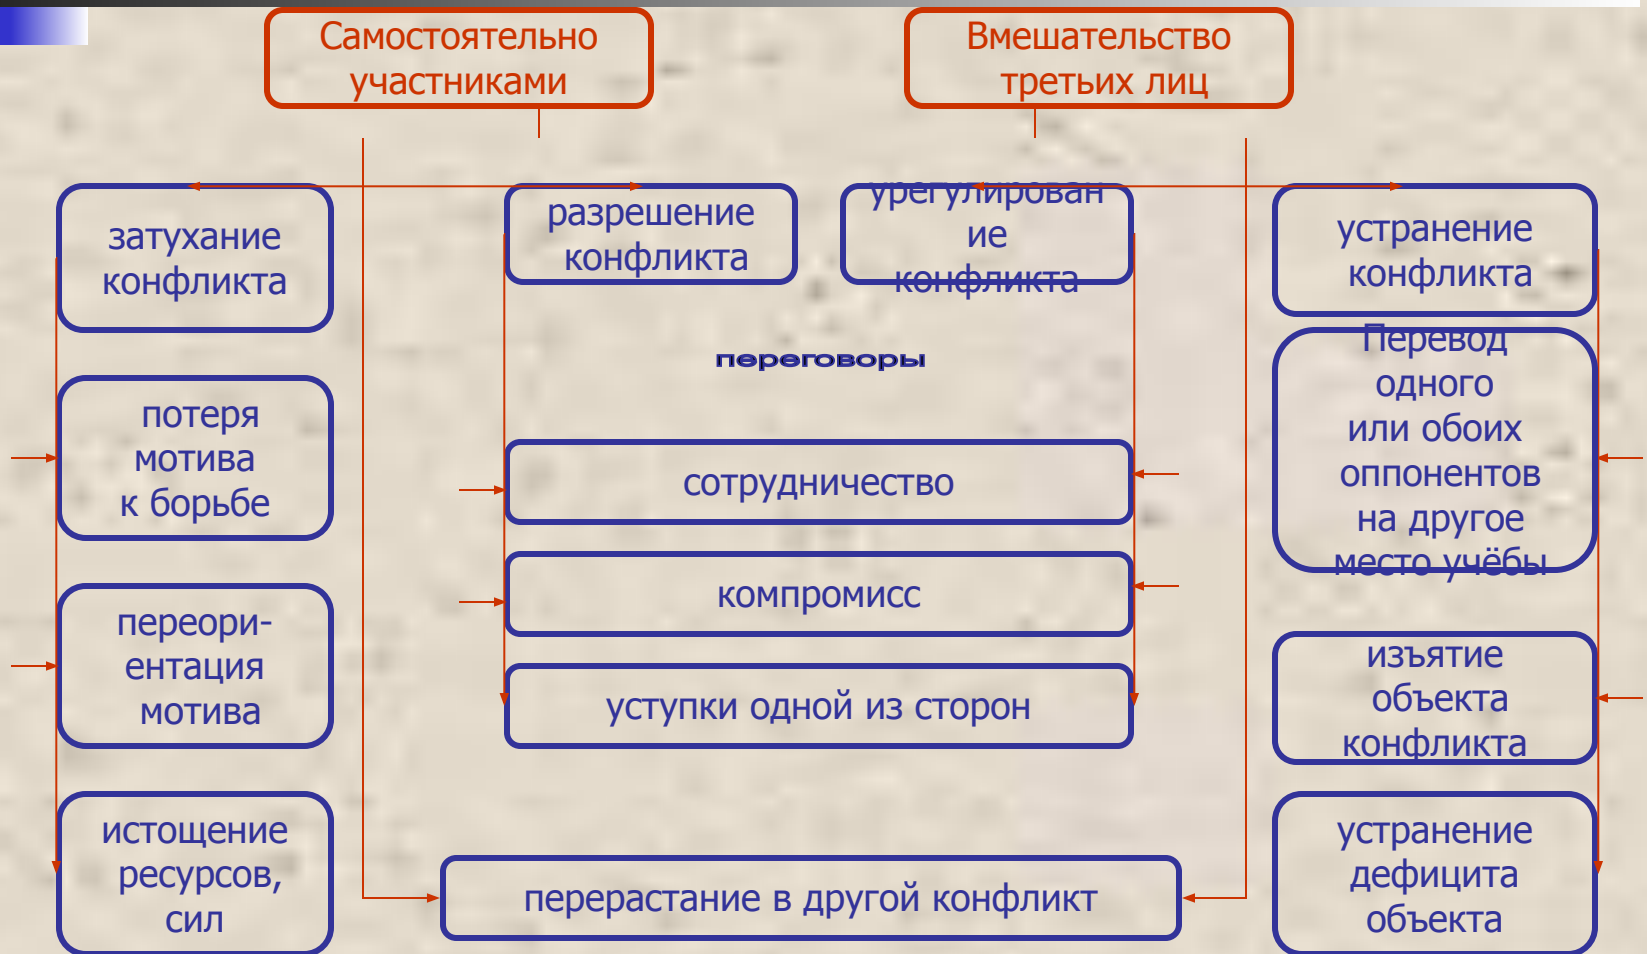 Самостоятельно
участниками
Вмешательство
третьих лиц
затухание
конфликта
разрешение
конфликта
урегулирован
ие
конфликта
устранение
конфликта
переговоры
потеря
мотива
к борьбе
переори-
ентация
мотива
истощение
ресурсов,
сил
сотрудничество
компромисс
уступки одной из сторон
перерастание в другой конфликт
Перевод
одного
или обоих
оппонентов
на другое
место учёбы
изъятие
объекта
конфликта
устранение
дефицита
объекта